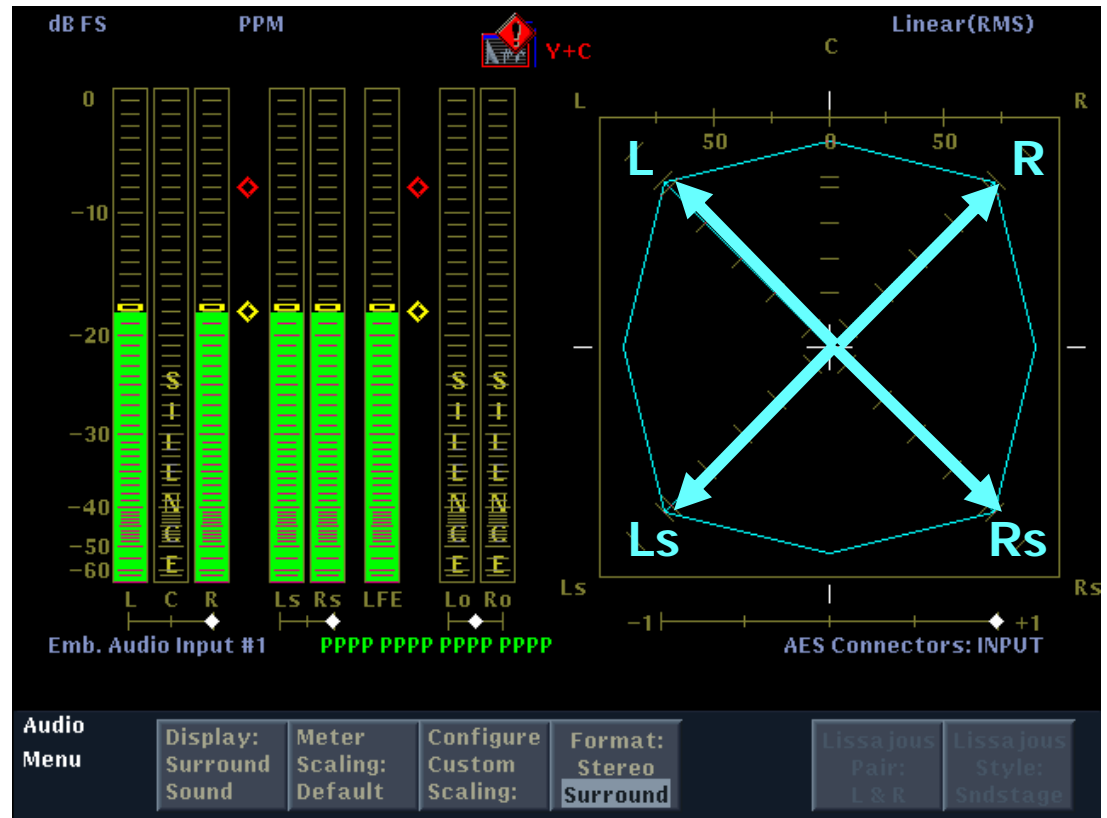 dB FS PPM Linear(RMS)
Y+C
C
L R
0
50 0 50
L R
-10
-20
-30
-40
-50
-60
SILENCE SILENCE SILENCE
Ls Rs
Ls Rs
L C R Ls Rs LFE Lo Ro
-1 +1
Emb. Audio Input #1 PPPP PPPP PPPP PPPP AES Connectors: INPUT
Audio
Menu
Display:
Surround
Sound
Meter
Scaling:
Default
Configure
Custom
Scaling:
Format:
Stereo
Surround
Lissajous
Pair:
L & R
Lissajous
Style:
Sndstage